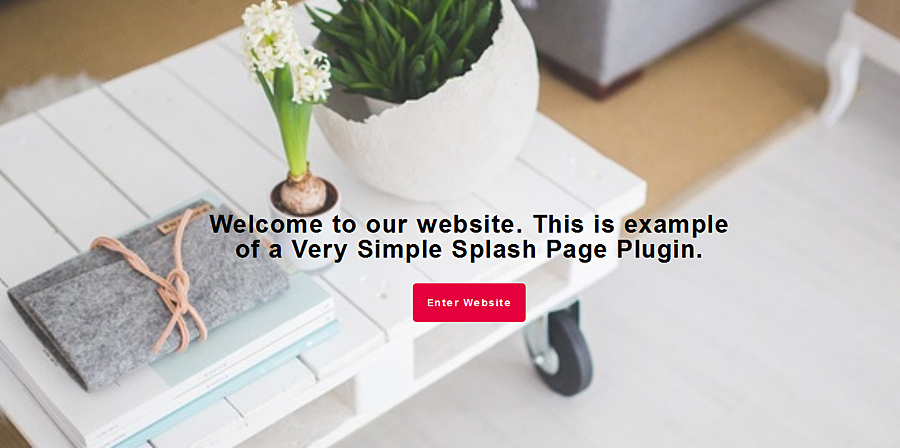 Welcome to our website. This is example
of a Very Simple Splash Page Plugin.
Enter Website